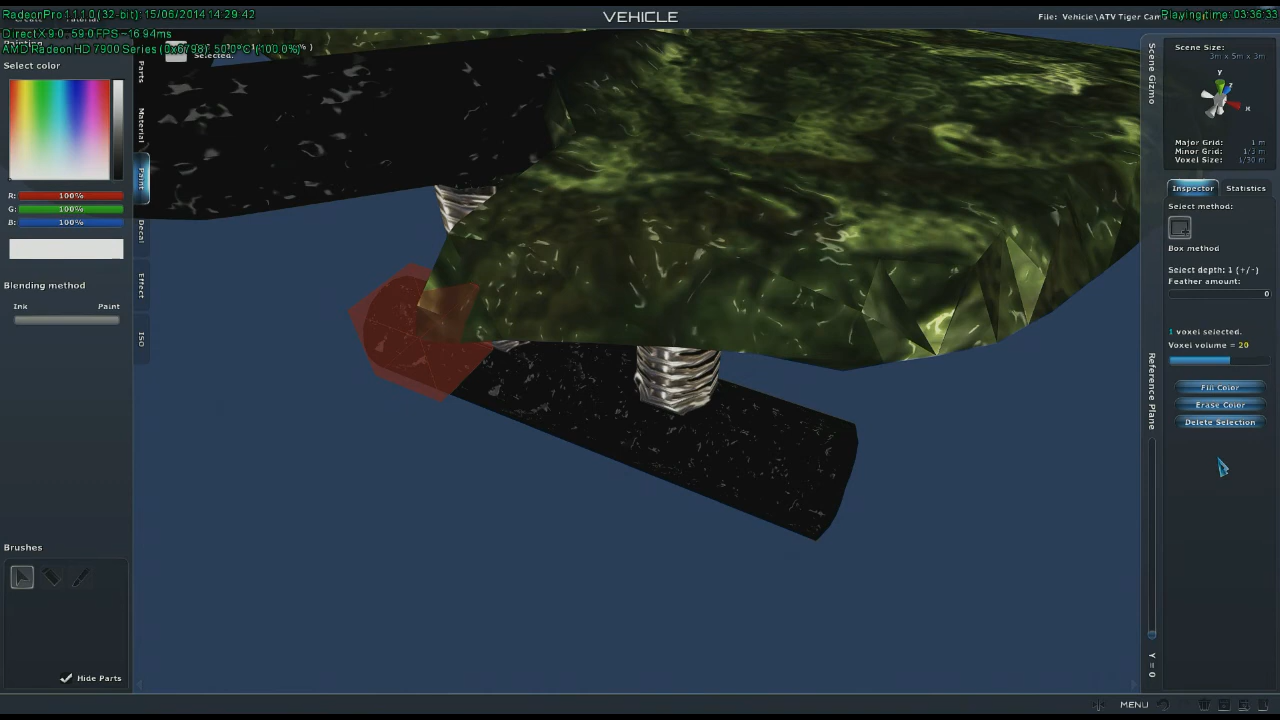 RadeonPro 1.1.1.0 (32-bit): 15/06/2014 14:29:42
VEHICLE
File: Vehicle\ATV Tiger Cam
Playing time: 03:36:33
DirectX 9.0, 59.0 FPS ~16.94ms
AMD Radeon HD 7900 Series (0x6798) 50.0°C (100.0%)
Selected.
Select color
R: 100%
G: 100%
B: 100%
Blending method
Ink Paint
Brushes
Hide Parts
Parts
Material
Paint
Decal
Effect
ISO
Scene Gizmo
Reference Plane
Y = 0
Scene Size:
3m x 5m x 3m
Y
Z
X
Major Grid: 1 m
Minor Grid: 1/3 m
Voxel Size: 1/30 m
Inspector Statistics
Select method:
Box method
Select depth: 1 (+/-)
Feather amount:
0
1 voxel selected.
Voxel volume = 20
Fill Color
Erase Color
Delete Selection
MENU